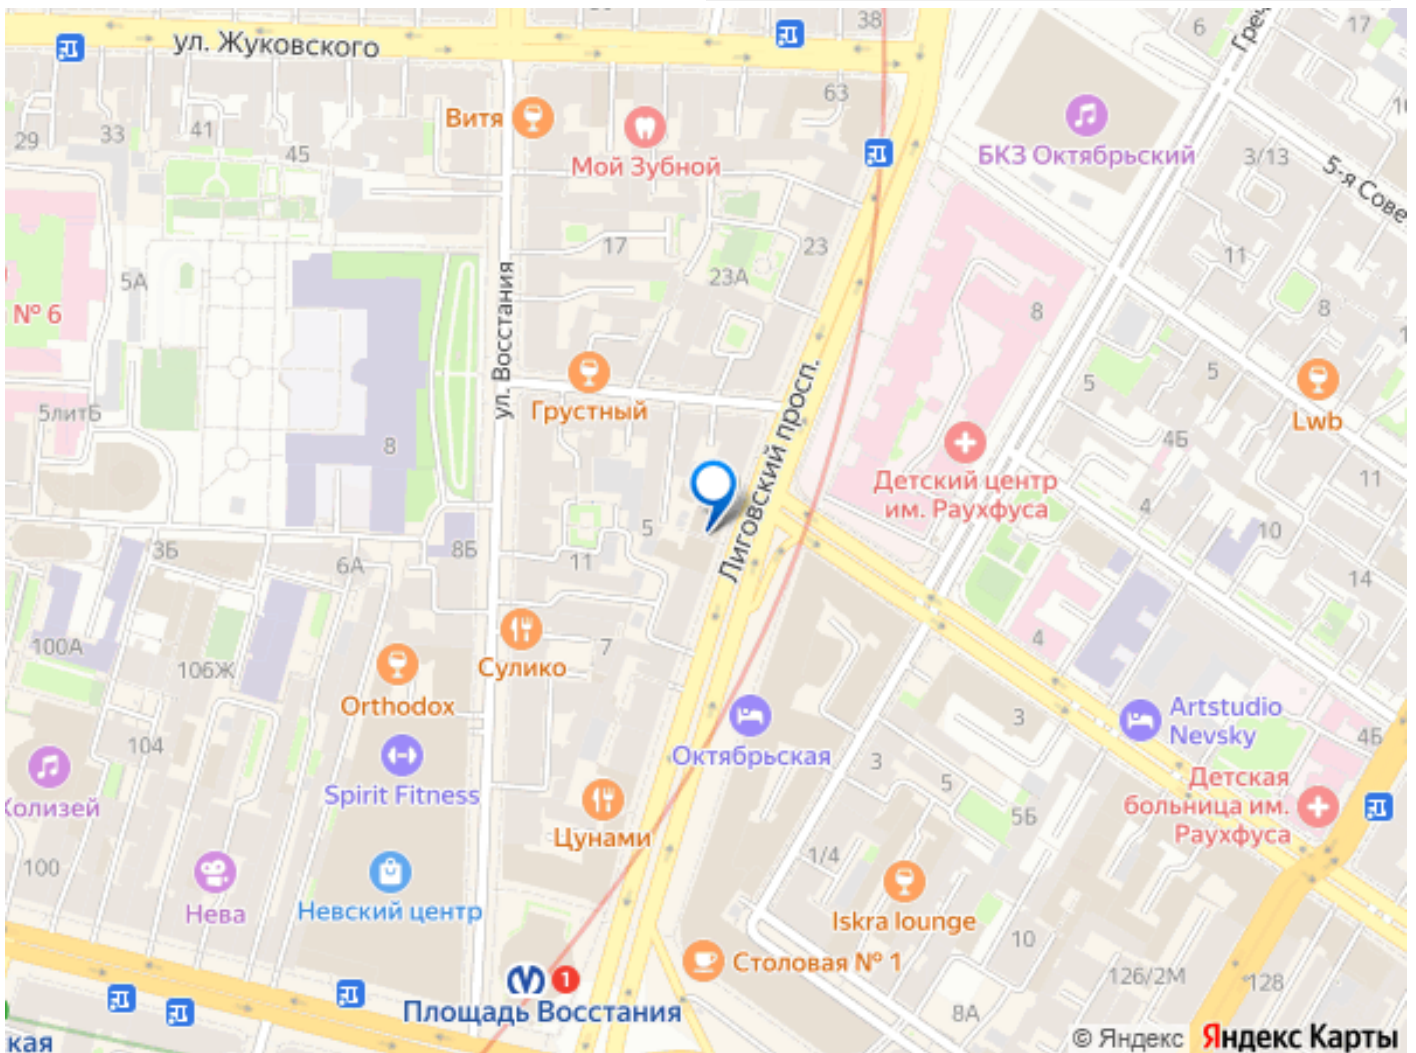 38
6
Греч
17
ул. Жуковского
63
Витя
29
33
41
45
Мой Зубной
БКЗ Октябрьский
3/13
5-я Сове
17
23
23А
11
5А
№ 6
8
8
ул. Восстания
Лиговский просп.
Грустный
5
5
Lwb
5литБ
8
4Б
11
Детский центр
им. Раухфуса
4
10
3Б
6А
8Б
5
11
14
100А
106Ж
Сулико
7
4
Orthodox
104
Spirit Fitness
Октябрьская
3
Artstudio
Nevsky
4Б
3
5
Детская
больница им.
Раухфуса
Колизей
Цунами
5Б
100
1/4
Нева
Невский центр
Iskra lounge
10
Столовая № 1
126/2М
128
1
Площадь Восстания
8А
кая
© Яндекс Яндекс Карты